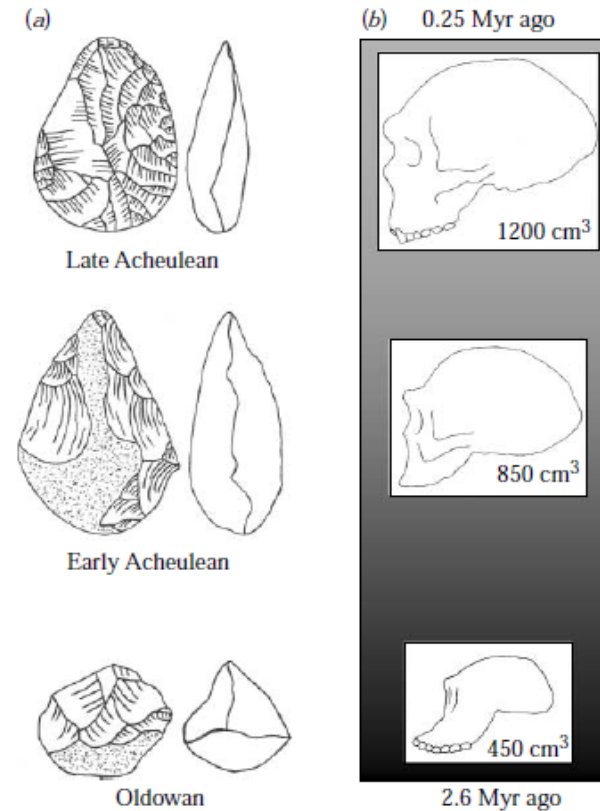 (a)
(b) 0.25 Myr ago
1200 cm³
Late Acheulean
850 cm³
Early Acheulean
450 cm³
Oldowan
2.6 Myr ago